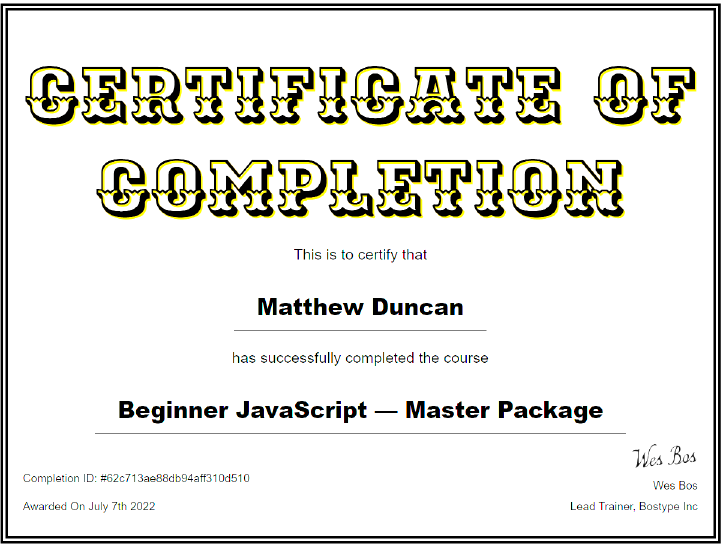 CERTIFICATE OF
COMPLETION
This is to certify that
Matthew Duncan
has successfully completed the course
Beginner JavaScript — Master Package
Wes Bos
Completion ID: #62c713ae88db94aff310d510
Wes Bos
Awarded On July 7th 2022
Lead Trainer, Bostype Inc